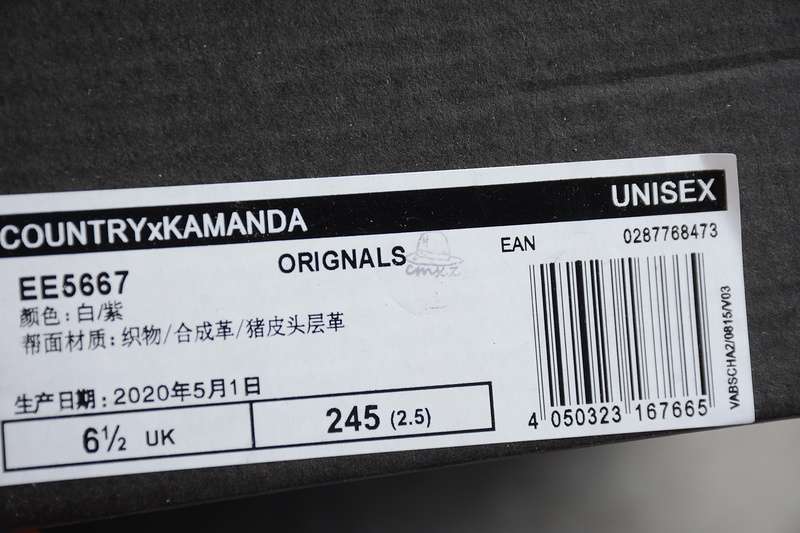 COUNTRYxKAMANDA
UNISEX
EE5667
ORIGNALS
cmkz
EAN
0287768473
颜色:白/紫
帮面材质:织物/合成革/猪皮头层革
生产日期:2020年5月1日
6½ UK
245 (2.5)
4 050323 167665
VABSCHA2/0815/V03